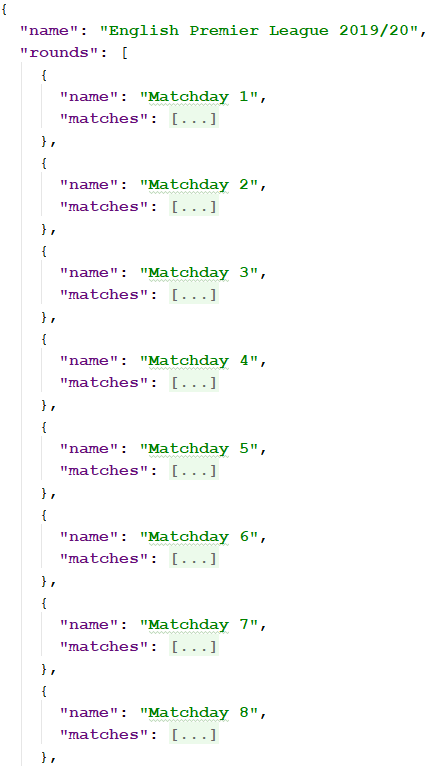 {
  "name": "English Premier League 2019/20",
  "rounds": [
    {
      "name": "Matchday 1",
      "matches": [...]
    },
    {
      "name": "Matchday 2",
      "matches": [...]
    },
    {
      "name": "Matchday 3",
      "matches": [...]
    },
    {
      "name": "Matchday 4",
      "matches": [...]
    },
    {
      "name": "Matchday 5",
      "matches": [...]
    },
    {
      "name": "Matchday 6",
      "matches": [...]
    },
    {
      "name": "Matchday 7",
      "matches": [...]
    },
    {
      "name": "Matchday 8",
      "matches": [...]
    },